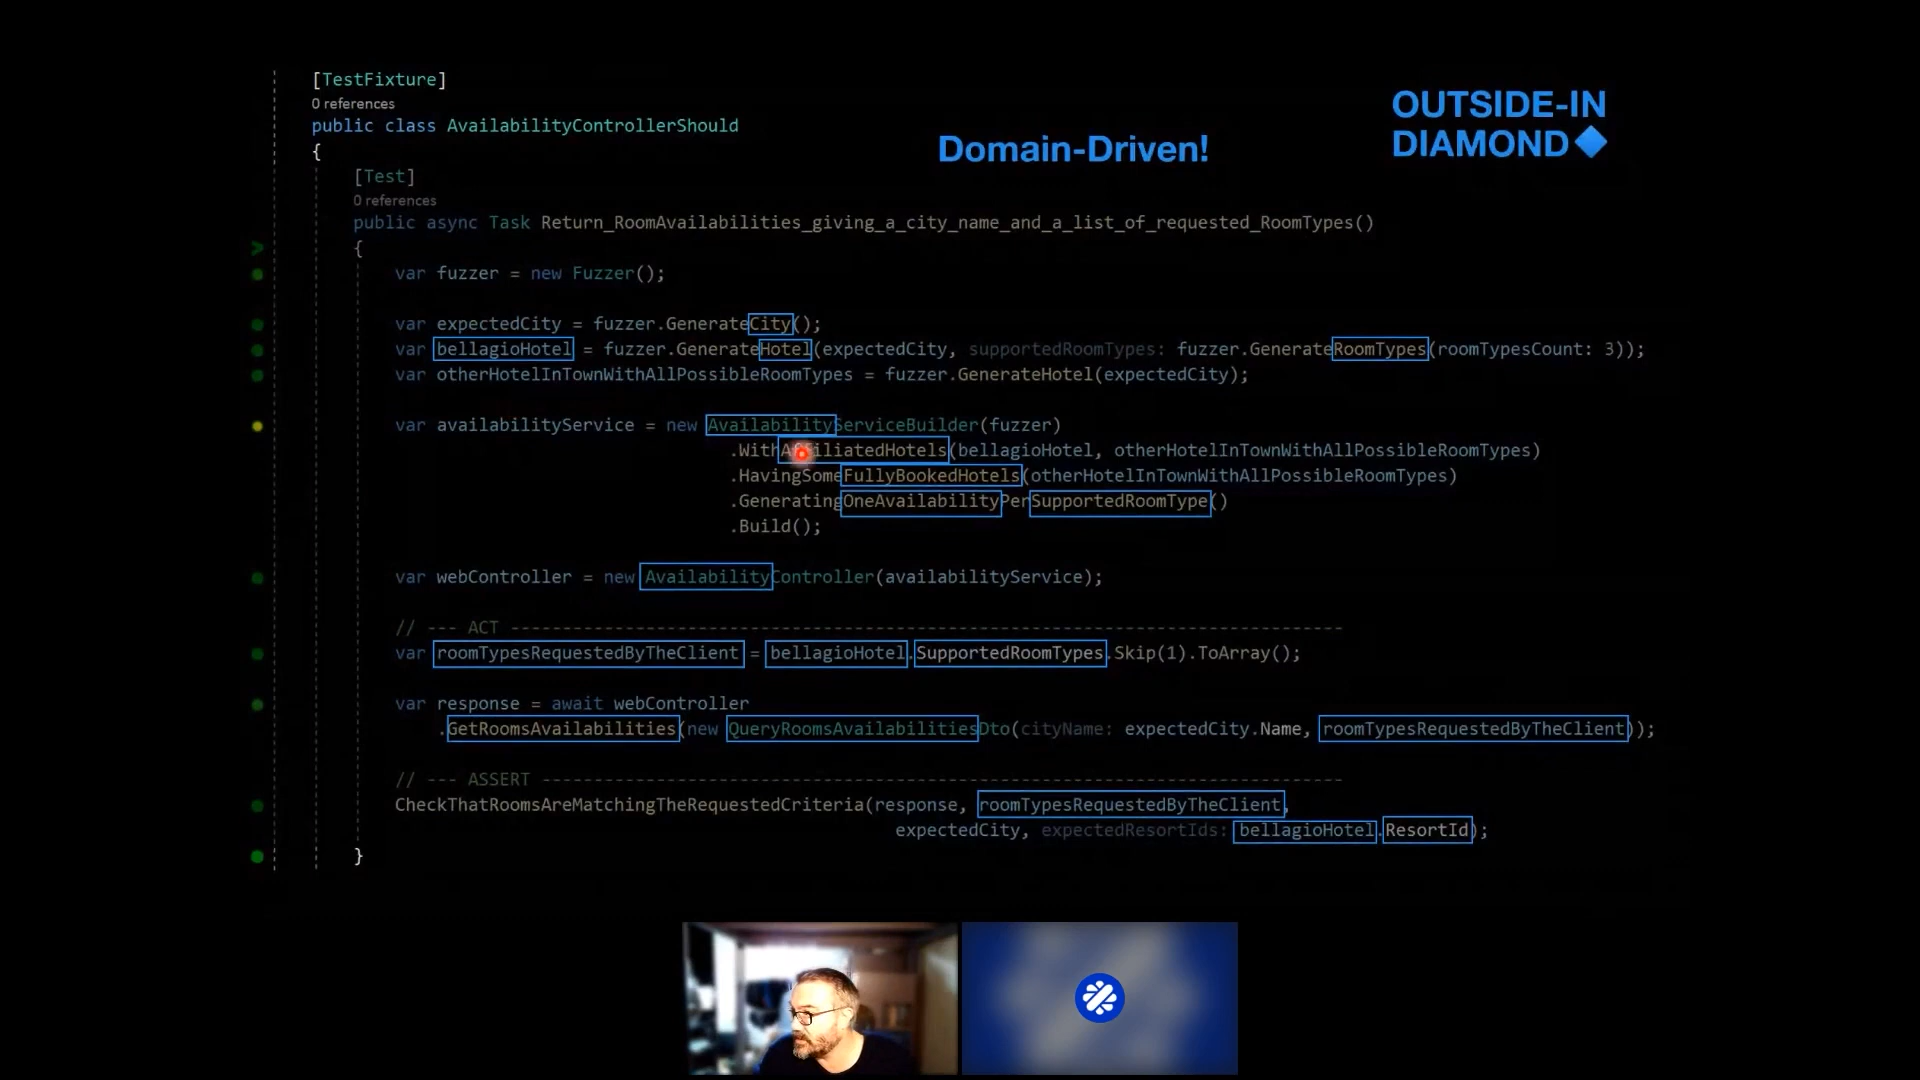 [TestFixture]
0 references
public class AvailabilityControllerShould
{
OUTSIDE-IN
DIAMOND
Domain-Driven!
[Test]
0 references
public async Task Return_RoomAvailabilities_giving_a_city_name_and_a_list_of_requested_RoomTypes()
{
var fuzzer = new Fuzzer();
var expectedCity = fuzzer.GenerateCity();
var bellagioHotel = fuzzer.GenerateHotel(expectedCity, supportedRoomTypes: fuzzer.GenerateRoomTypes(roomTypesCount: 3));
var otherHotelInTownWithAllPossibleRoomTypes = fuzzer.GenerateHotel(expectedCity);
var availabilityService = new AvailabilityServiceBuilder(fuzzer)
.WithAffiliatedHotels(bellagioHotel, otherHotelInTownWithAllPossibleRoomTypes)
.HavingSomeFullyBookedHotels(otherHotelInTownWithAllPossibleRoomTypes)
.GeneratingOneAvailabilityPerSupportedRoomType()
.Build();
var webController = new AvailabilityController(availabilityService);
// --- ACT --------------------------------------------------------------------------------
var roomTypesRequestedByTheClient = bellagioHotel.SupportedRoomTypes.Skip(1).ToArray();
var response = await webController
.GetRoomsAvailabilities(new QueryRoomsAvailabilitiesDto(cityName: expectedCity.Name, roomTypesRequestedByTheClient));
// --- ASSERT -----------------------------------------------------------------------------
CheckThatRoomsAreMatchingTheRequestedCriteria(response, roomTypesRequestedByTheClient,
expectedCity, expectedResortIds: bellagioHotel.ResortId);
}